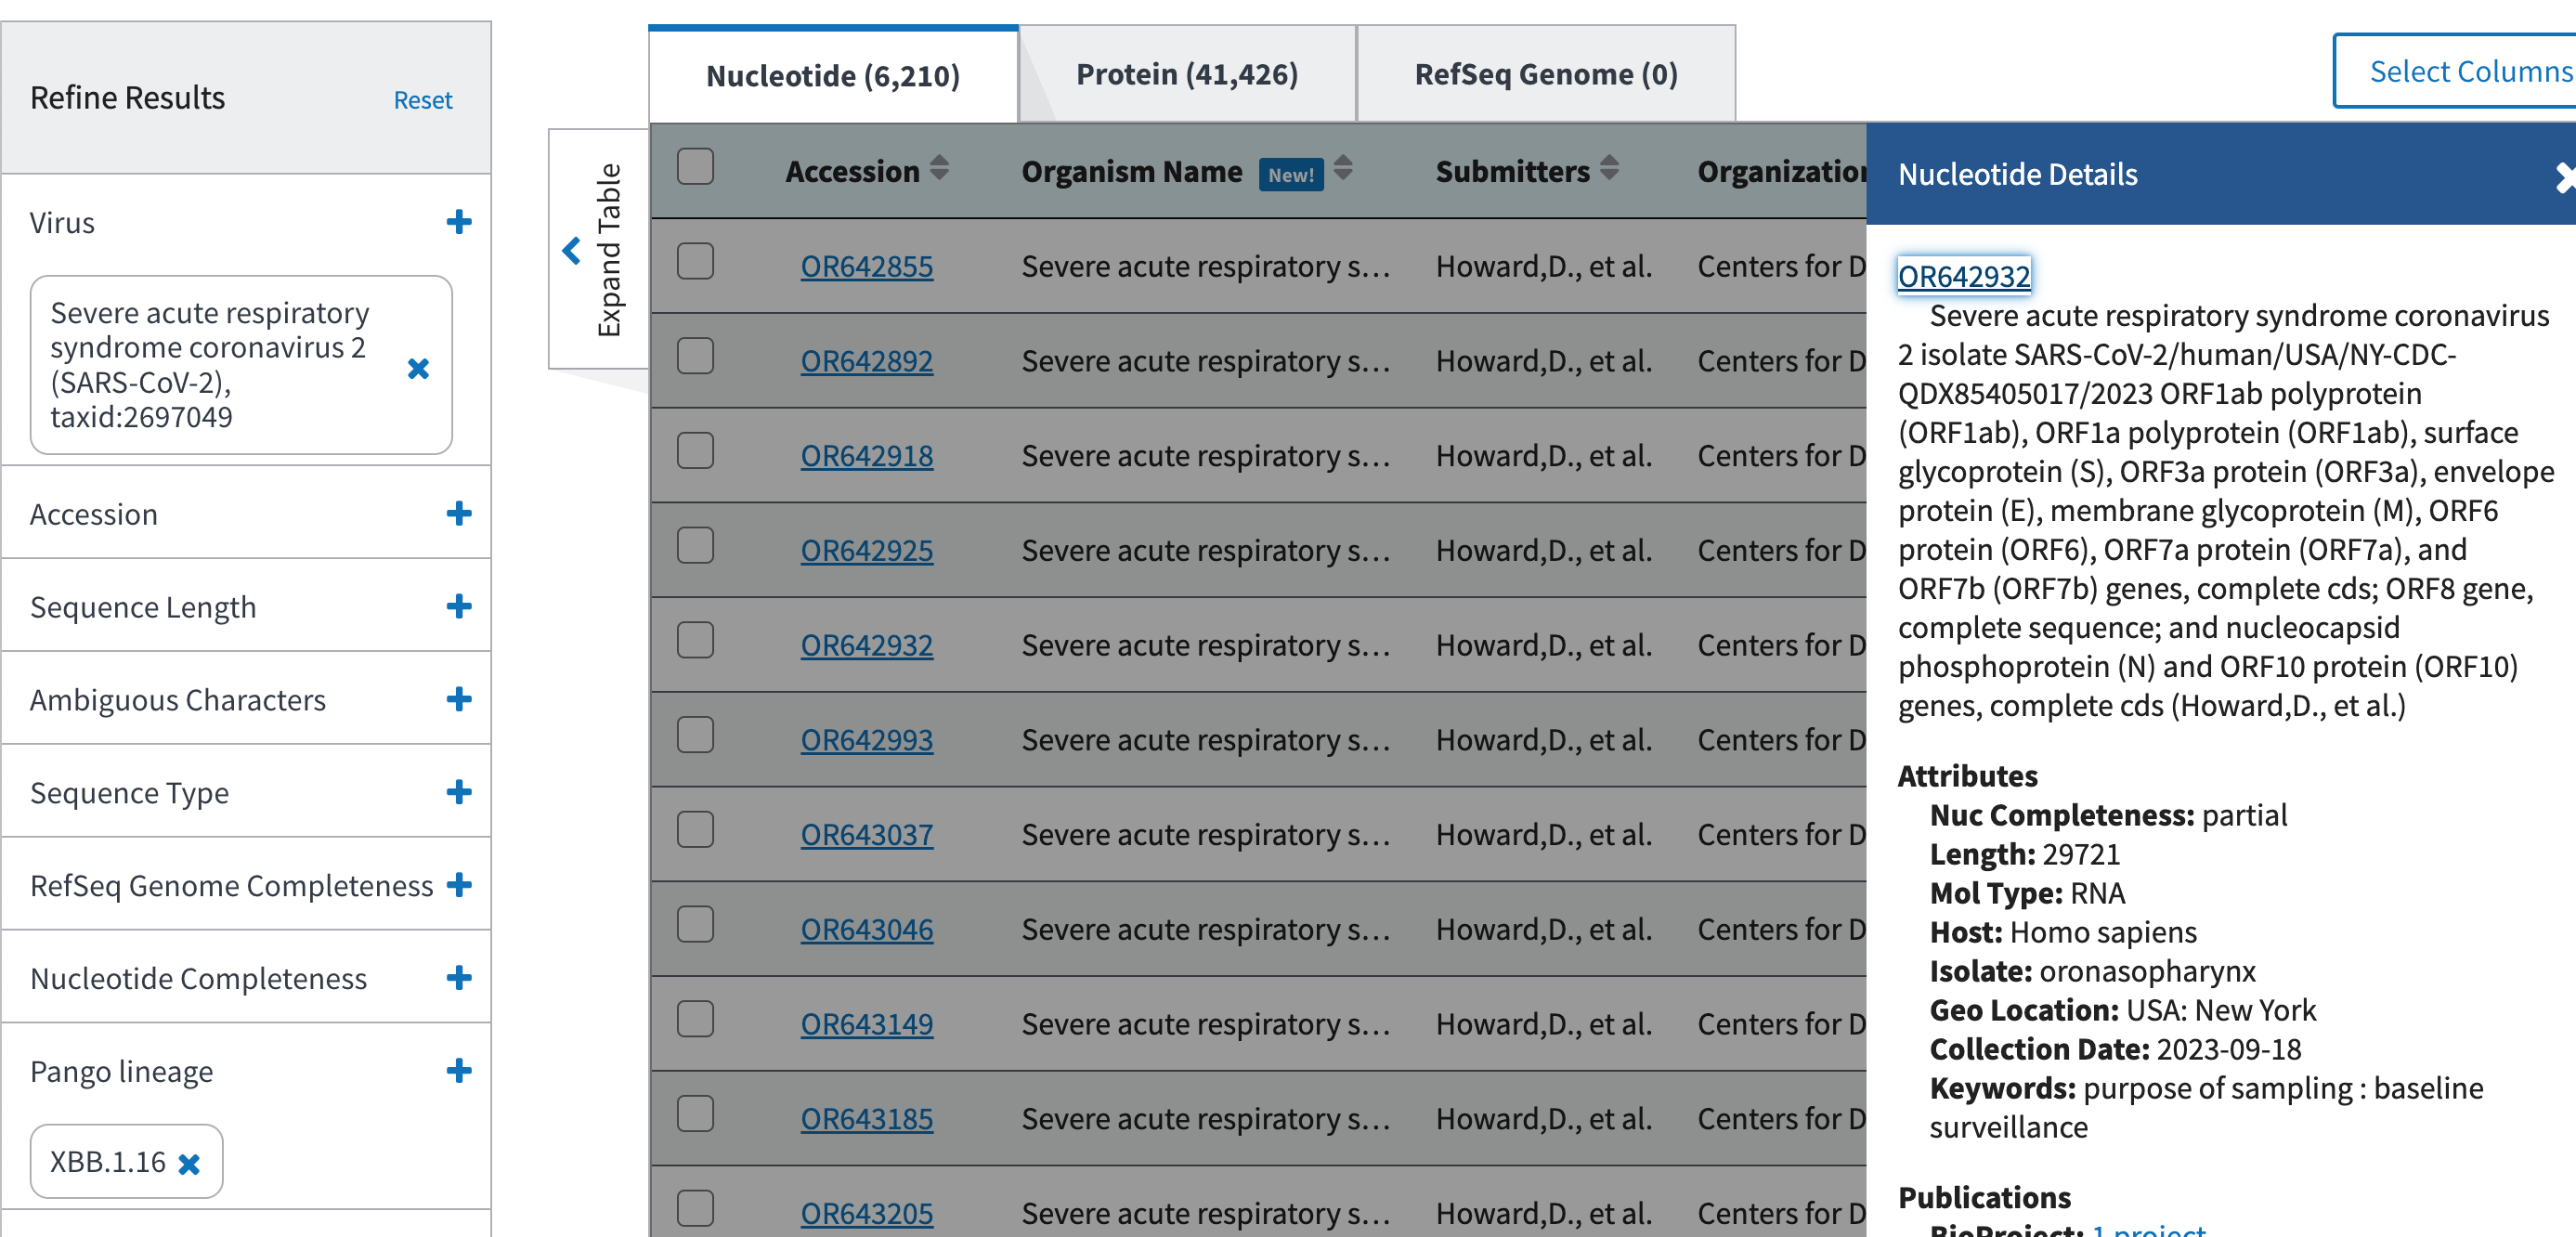 Refine Results Reset
Virus
Severe acute respiratory
syndrome coronavirus 2
(SARS-CoV-2),
taxid:2697049
Accession
Sequence Length
Ambiguous Characters
Sequence Type
RefSeq Genome Completeness
Nucleotide Completeness
Pango lineage
XBB.1.16
Expand Table
Nucleotide (6,210) Protein (41,426) RefSeq Genome (0)
Select Columns
Accession Organism Name New! Submitters Organization
OR642855 Severe acute respiratory s... Howard,D., et al. Centers for D
OR642892 Severe acute respiratory s... Howard,D., et al. Centers for D
OR642918 Severe acute respiratory s... Howard,D., et al. Centers for D
OR642925 Severe acute respiratory s... Howard,D., et al. Centers for D
OR642932 Severe acute respiratory s... Howard,D., et al. Centers for D
OR642993 Severe acute respiratory s... Howard,D., et al. Centers for D
OR643037 Severe acute respiratory s... Howard,D., et al. Centers for D
OR643046 Severe acute respiratory s... Howard,D., et al. Centers for D
OR643149 Severe acute respiratory s... Howard,D., et al. Centers for D
OR643185 Severe acute respiratory s... Howard,D., et al. Centers for D
OR643205 Severe acute respiratory s... Howard,D., et al. Centers for D
Nucleotide Details
OR642932
Severe acute respiratory syndrome coronavirus
2 isolate SARS-CoV-2/human/USA/NY-CDC-
QDX85405017/2023 ORF1ab polyprotein
(ORF1ab), ORF1a polyprotein (ORF1ab), surface
glycoprotein (S), ORF3a protein (ORF3a), envelope
protein (E), membrane glycoprotein (M), ORF6
protein (ORF6), ORF7a protein (ORF7a), and
ORF7b (ORF7b) genes, complete cds; ORF8 gene,
complete sequence; and nucleocapsid
phosphoprotein (N) and ORF10 protein (ORF10)
genes, complete cds (Howard,D., et al.)
Attributes
Nuc Completeness: partial
Length: 29721
Mol Type: RNA
Host: Homo sapiens
Isolate: oronasopharynx
Geo Location: USA: New York
Collection Date: 2023-09-18
Keywords: purpose of sampling : baseline
surveillance
Publications
BioProject: 1 project